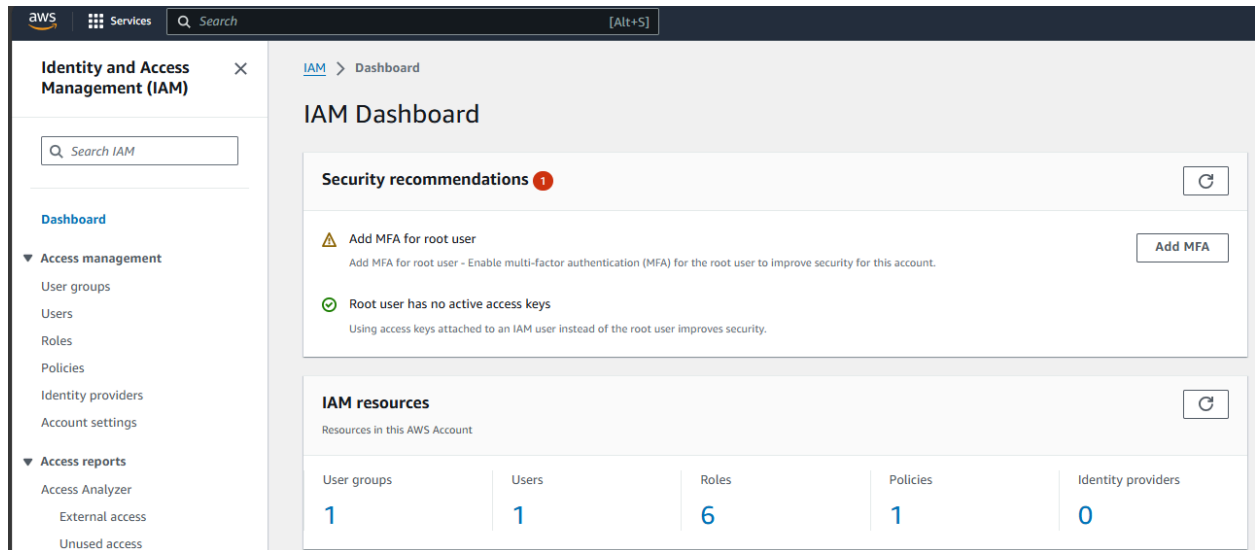 aws
Services
Search
[Alt+S]
Identity and Access
Management (IAM)
Search IAM
Dashboard
Access management
User groups
Users
Roles
Policies
Identity providers
Account settings
Access reports
Access Analyzer
External access
Unused access
IAM > Dashboard
IAM Dashboard
Security recommendations 1
Add MFA for root user
Add MFA
Add MFA for root user - Enable multi-factor authentication (MFA) for the root user to improve security for this account.
Root user has no active access keys
Using access keys attached to an IAM user instead of the root user improves security.
IAM resources
Resources in this AWS Account
User groups
1
Users
1
Roles
6
Policies
1
Identity providers
0